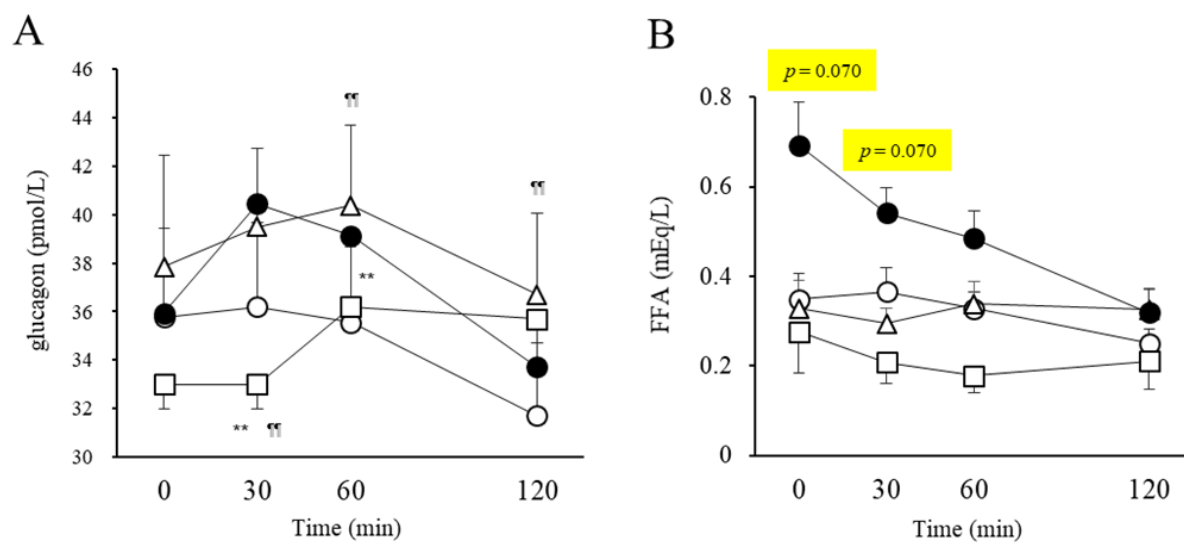 A
46
44
42
40
38
36
34
32
30
glucagon (pmol/L)
¶¶
¶¶
**
** ¶¶
0 30 60 120
Time (min)
B
p = 0.070
p = 0.070
0.8
0.6
0.4
0.2
0
FFA (mEq/L)
0 30 60 120
Time (min)